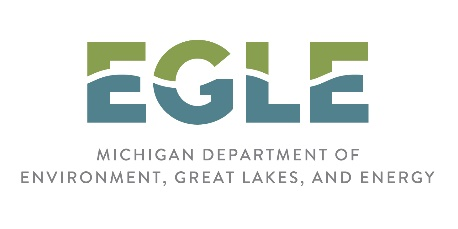 EGLE
MICHIGAN DEPARTMENT OF
ENVIRONMENT, GREAT LAKES, AND ENERGY